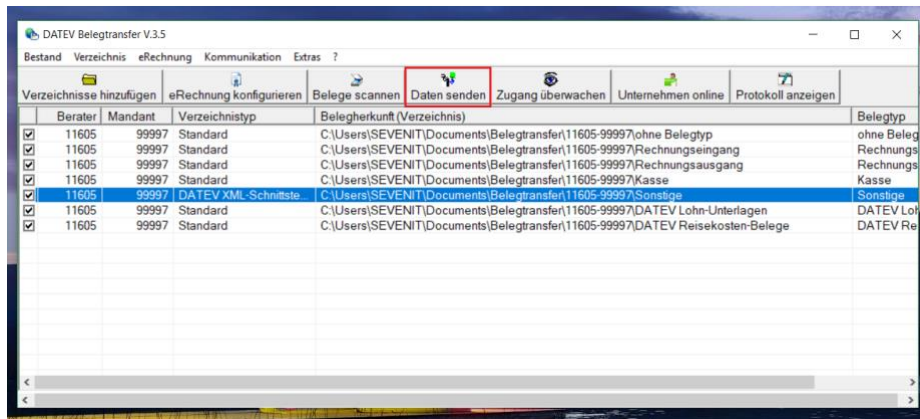 DATEV Belegtransfer V.3.5
Bestand Verzeichnis eRechnung Kommunikation Extras ?
Verzeichnisse hinzufügen eRechnung konfigurieren Belege scannen Daten senden Zugang überwachen Unternehmen online Protokoll anzeigen
Berater Mandant Verzeichnistyp Belegherkunft (Verzeichnis) Belegtyp
11605 99997 Standard C:\Users\SEVENIT\Documents\Belegtransfer\11605-99997\ohne Belegtyp ohne Beleg
11605 99997 Standard C:\Users\SEVENIT\Documents\Belegtransfer\11605-99997\Rechnungseingang Rechnungs
11605 99997 Standard C:\Users\SEVENIT\Documents\Belegtransfer\11605-99997\Rechnungsausgang Rechnungs
11605 99997 Standard C:\Users\SEVENIT\Documents\Belegtransfer\11605-99997\Kasse Kasse
11605 99997 DATEV XML-Schnittste... C:\Users\SEVENIT\Documents\Belegtransfer\11605-99997\Sonstige Sonstige
11605 99997 Standard C:\Users\SEVENIT\Documents\Belegtransfer\11605-99997\DATEV Lohn-Unterlagen DATEV Loh
11605 99997 Standard C:\Users\SEVENIT\Documents\Belegtransfer\11605-99997\DATEV Reisekosten-Belege DATEV Re